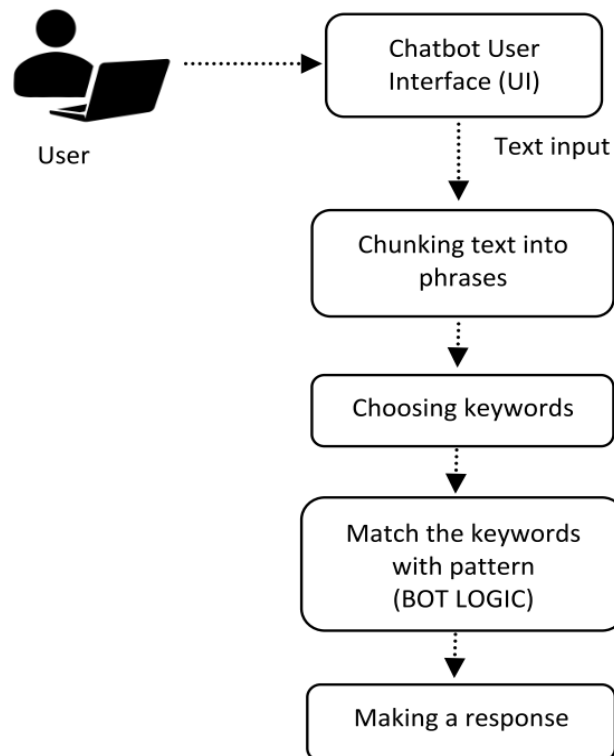 Chatbot User
Interface (UI)
User
Text input
Chunking text into
phrases
Choosing keywords
Match the keywords
with pattern
(BOT LOGIC)
Making a response